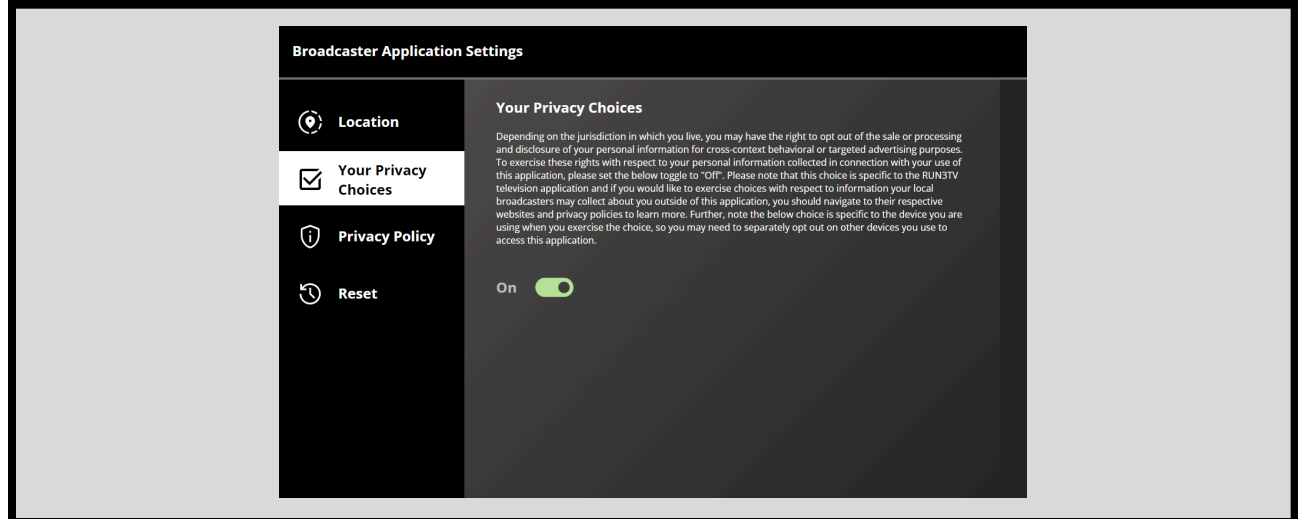 Broadcaster Application Settings
Location
Your Privacy
Choices
Privacy Policy
Reset
Your Privacy Choices
Depending on the jurisdiction in which you live, you may have the right to opt out of the sale or processing
and disclosure of your personal information for cross-context behavioral or targeted advertising purposes.
To exercise these rights with respect to your personal information collected in connection with your use of
this application, please set the below toggle to "Off". Please note that this choice is specific to the RUN3TV
television application and if you would like to exercise choices with respect to information your local
broadcasters may collect about you outside of this application, you should navigate to their respective
websites and privacy policies to learn more. Further, note the below choice is specific to the device you are
using when you exercise the choice, so you may need to separately opt out on other devices you use to
access this application.
On